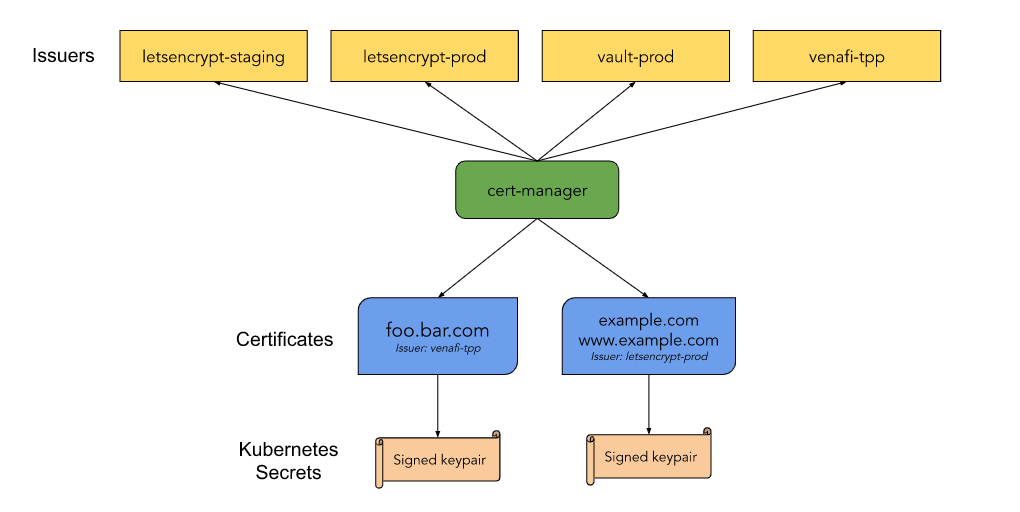 Issuers
letsencrypt-staging
letsencrypt-prod
vault-prod
venafi-tpp
cert-manager
Certificates
foo.bar.com
Issuer: venafi-tpp
example.com
www.example.com
Issuer: letsencrypt-prod
Kubernetes
Secrets
Signed keypair
Signed keypair